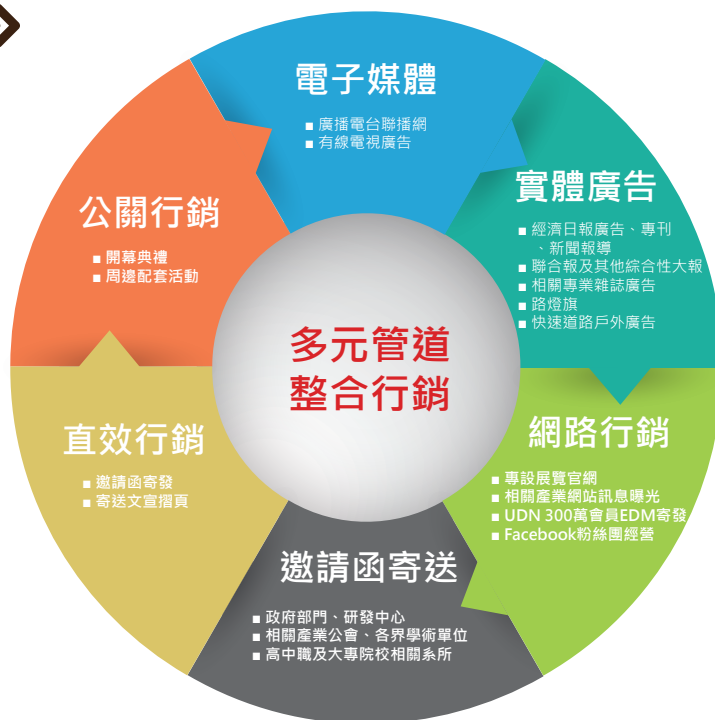 電子媒體
■ 廣播電台聯播網
■ 有線電視廣告
實體廣告
■ 經濟日報廣告、專刊
、新聞報導
■ 聯合報及其他綜合性大報
■ 相關專業雜誌廣告
■ 路燈旗
■ 快速道路戶外廣告
網路行銷
■ 專設展覽官網
■ 相關產業網站訊息曝光
■ UDN 300萬會員EDM寄發
■ Facebook粉絲團經營
邀請函寄送
■ 政府部門、研發中心
■ 相關產業公會、各界學術單位
■ 高中職及大專院校相關系所
直效行銷
■ 邀請函寄發
■ 寄送文宣摺頁
公關行銷
■ 開幕典禮
■ 周邊配套活動
多元管道
整合行銷